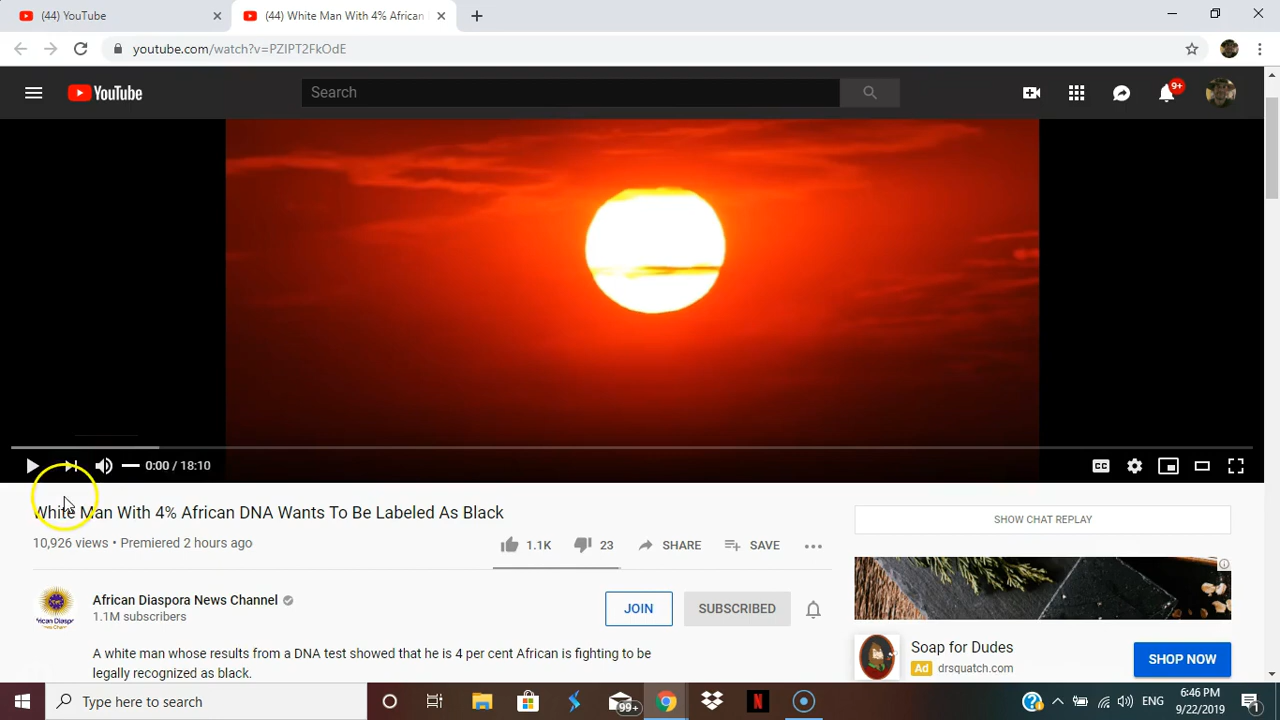 (44) YouTube
(44) White Man With 4% African
youtube.com/watch?v=PZIPT2FkOdE
YouTube
Search
9+
0:00 / 18:10
CC
White Man With 4% African DNA Wants To Be Labeled As Black
10,926 views • Premiered 2 hours ago
1.1K
23
SHARE
SAVE
SHOW CHAT REPLAY
African Diaspora News Channel
1.1M subscribers
JOIN
SUBSCRIBED
A white man whose results from a DNA test showed that he is 4 per cent African is fighting to be
legally recognized as black.
Soap for Dudes
Ad drsquatch.com
SHOP NOW
Type here to search
99+
N
ENG
6:46 PM
9/22/2019
1